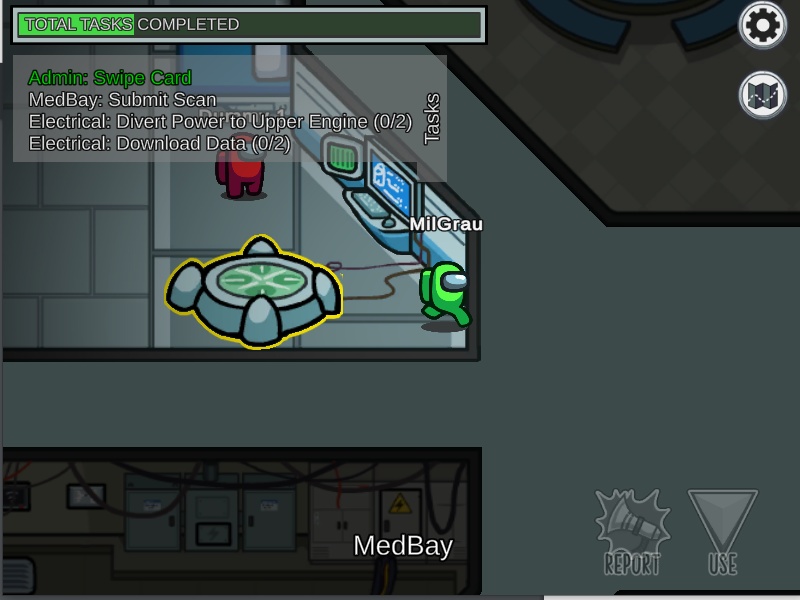 TOTAL TASKS COMPLETED
Admin: Swipe Card
MedBay: Submit Scan
Electrical: Divert Power to Upper Engine (0/2)
Electrical: Download Data (0/2)
Tasks
MilGrau
MedBay
REPORT
USE